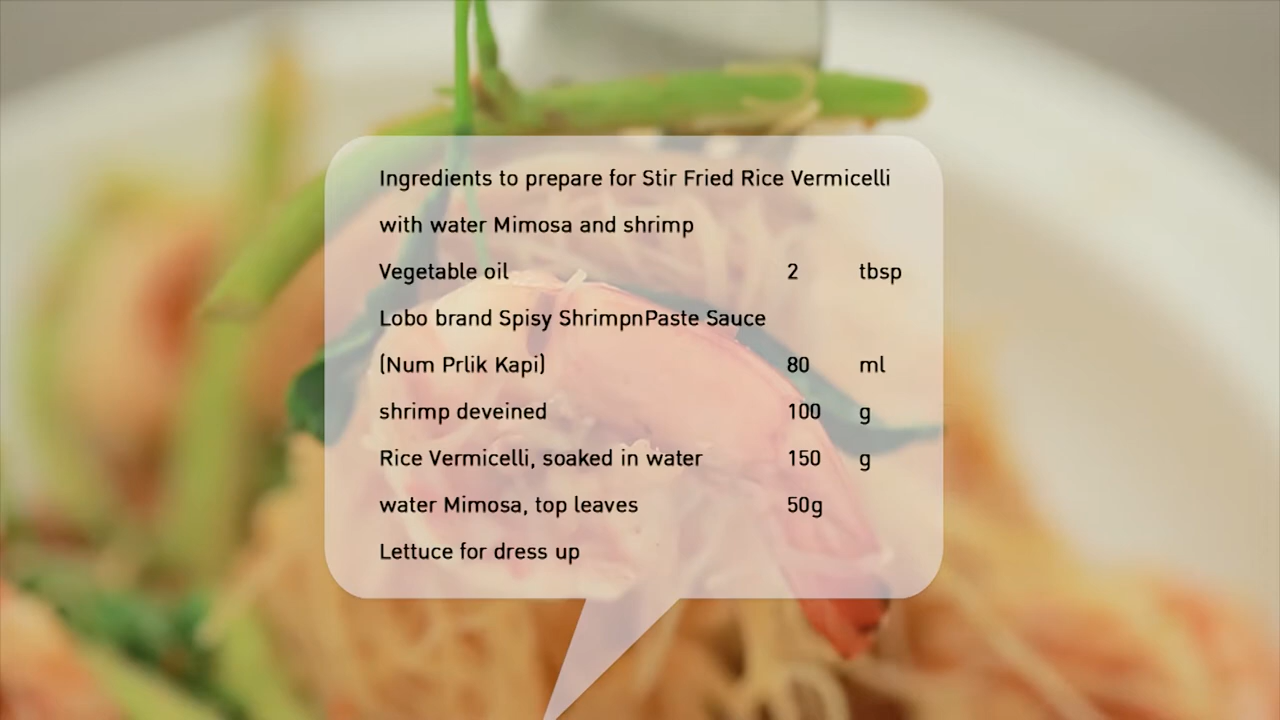 Ingredients to prepare for Stir Fried Rice Vermicelli
with water Mimosa and shrimp
Vegetable oil 2 tbsp
Lobo brand Spisy ShrimpnPaste Sauce
(Num Prlik Kapi) 80 ml
shrimp deveined 100 g
Rice Vermicelli, soaked in water 150 g
water Mimosa, top leaves 50g
Lettuce for dress up